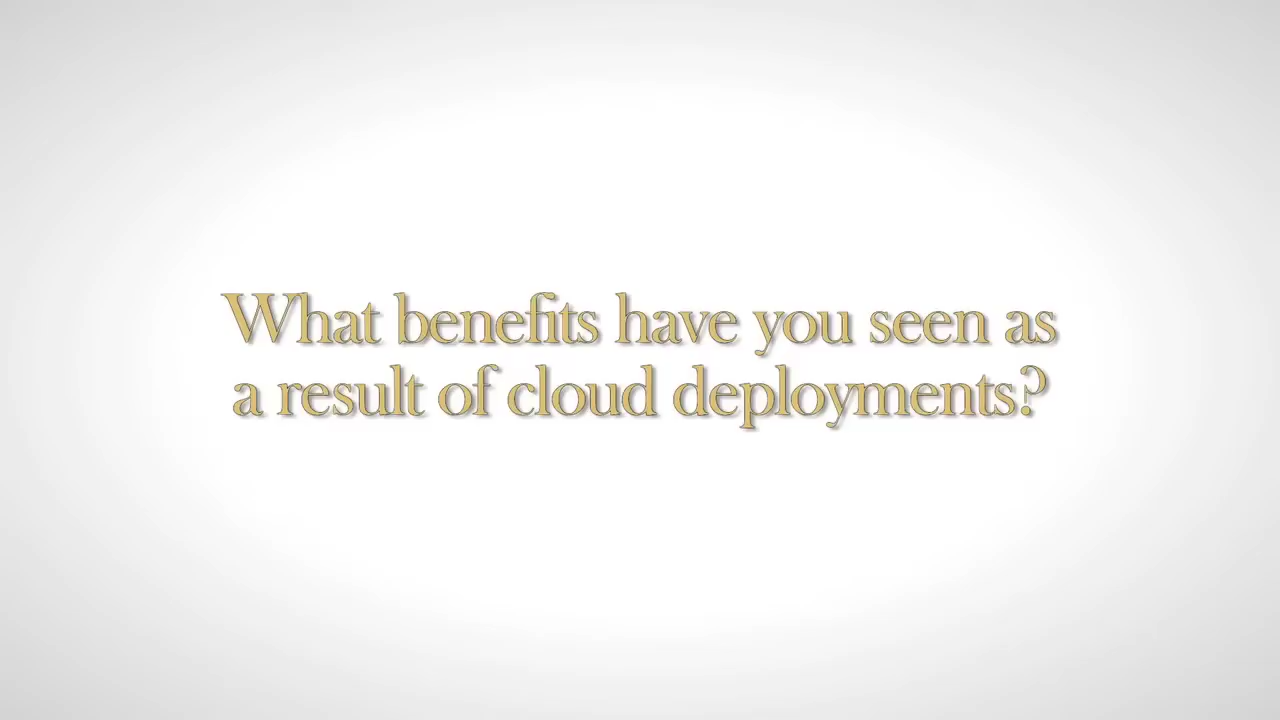 What benefits have you seen as
a result of cloud deployments?